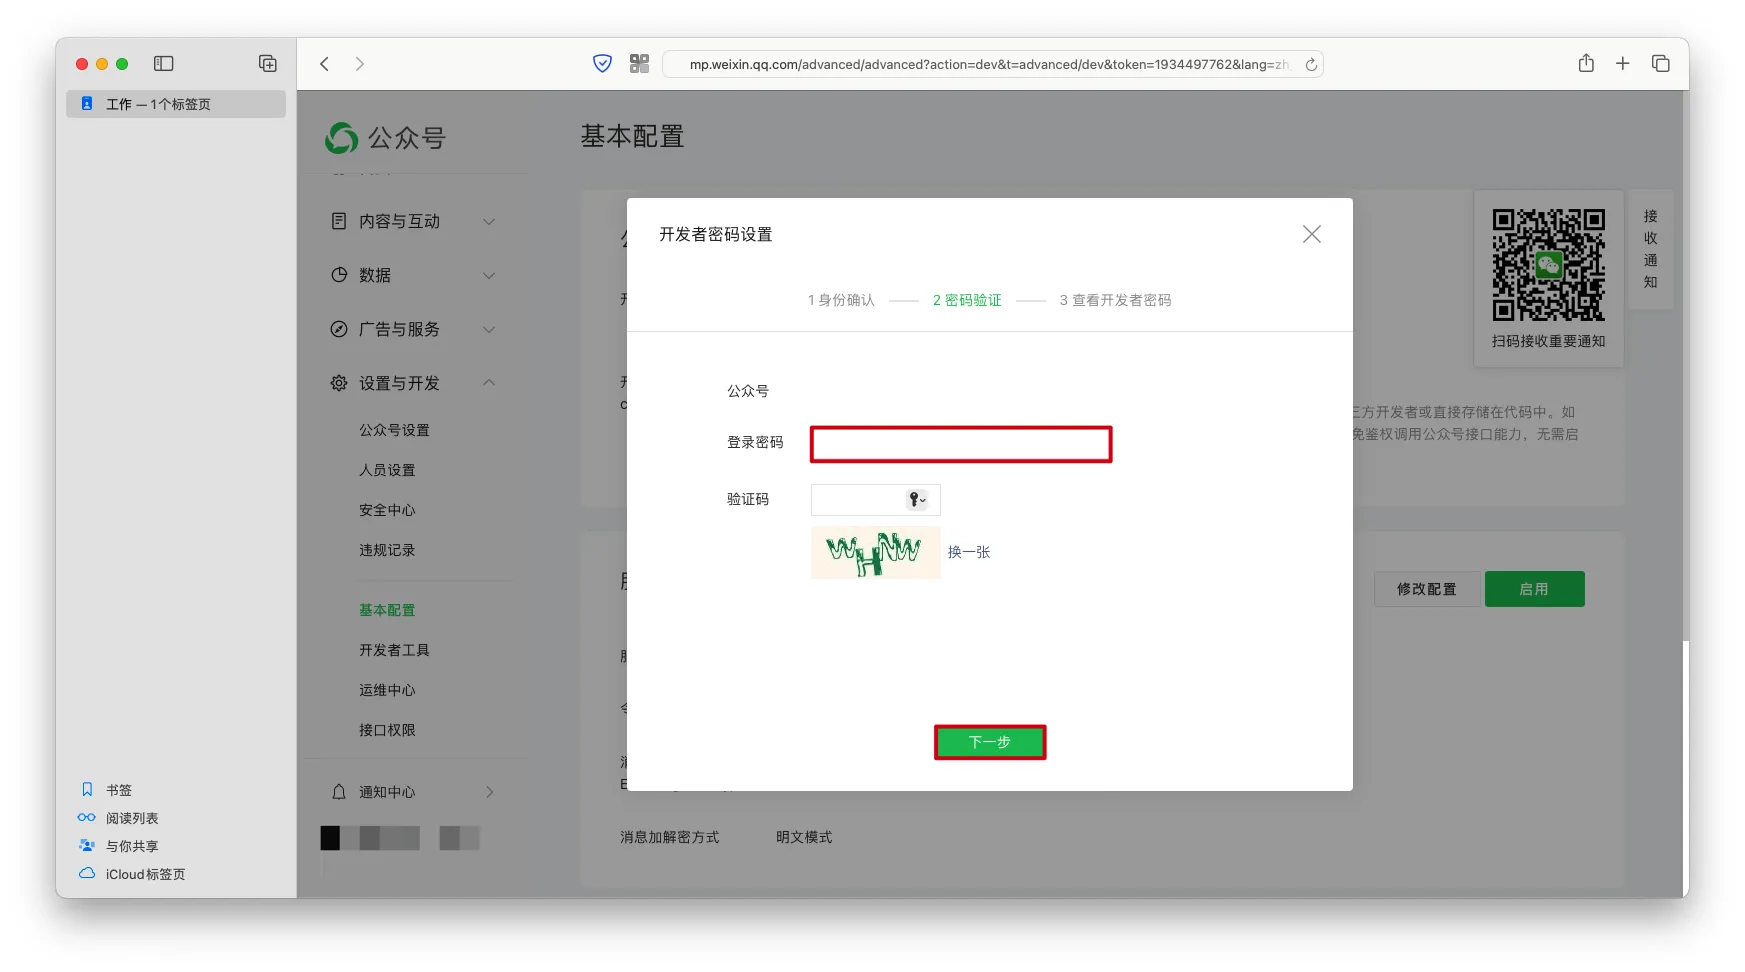 工作 — 1个标签页
mp.weixin.qq.com/advanced/advanced?action=dev&t=advanced/dev&token=1934497762&lang=zh
公众号
基本配置
内容与互动
数据
广告与服务
设置与开发
公众号设置
人员设置
安全中心
违规记录
基本配置
开发者工具
运维中心
接口权限
通知中心
书签
阅读列表
与你共享
iCloud标签页
开发者密码设置
1 身份确认
2 密码验证
3 查看开发者密码
公众号
登录密码
验证码
WHNW
换一张
下一步
扫码接收重要通知
接收通知
三方开发者或直接存储在代码中。如
免鉴权调用公众号接口能力，无需启
修改配置
启用
消息加解密方式
明文模式